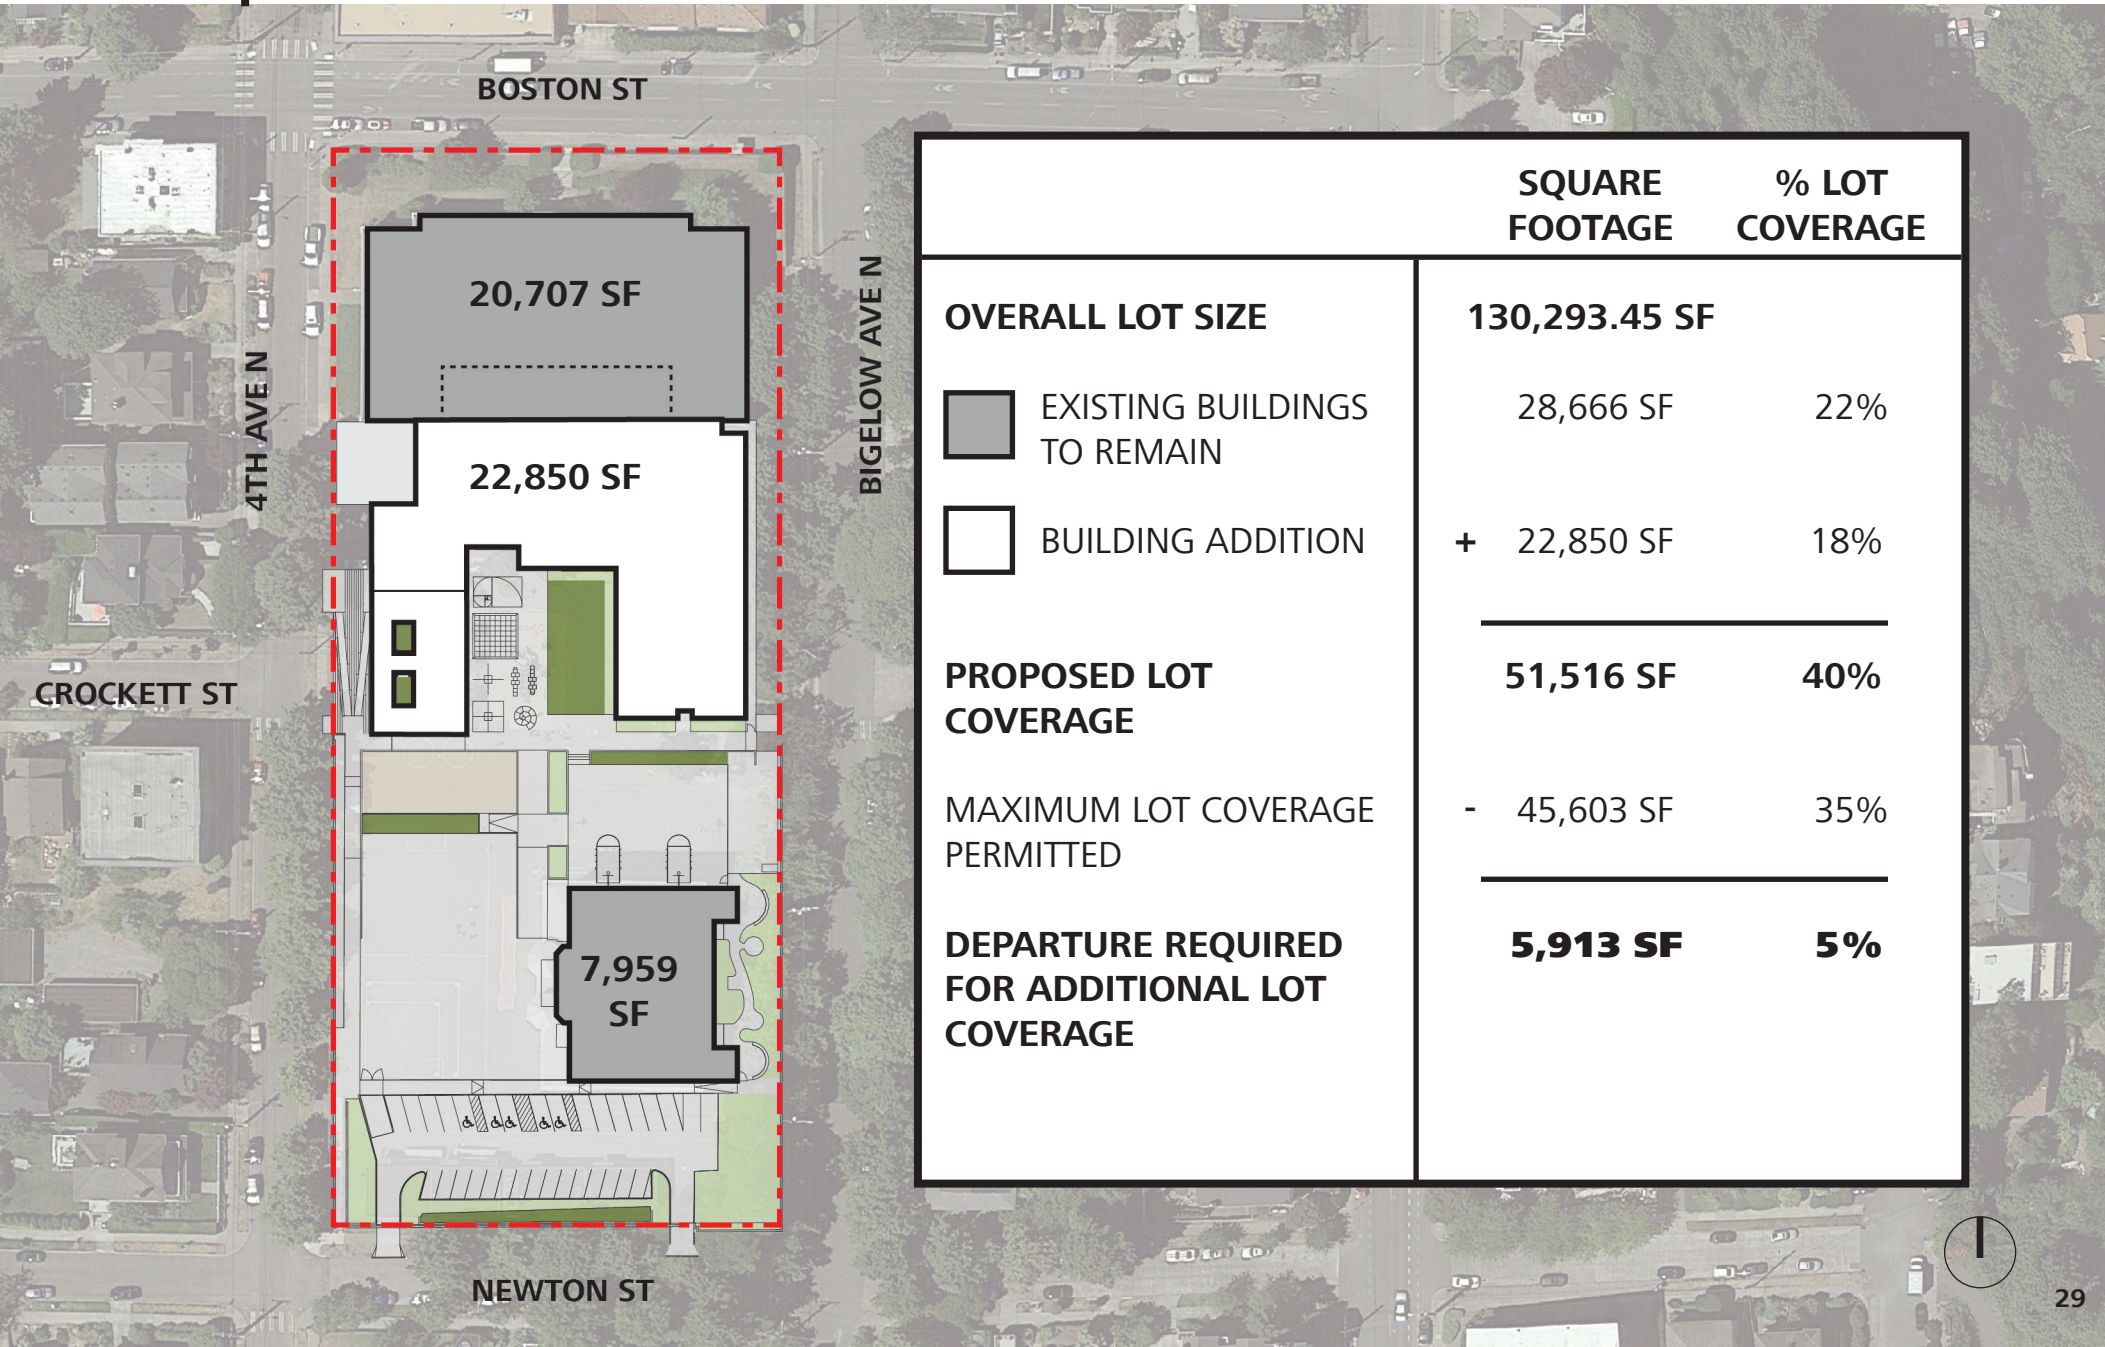 BOSTON ST
20,707 SF
22,850 SF
4TH AVE N
BIGELOW AVE N
CROCKETT ST
7,959
SF
NEWTON ST
SQUARE
FOOTAGE
% LOT
COVERAGE
OVERALL LOT SIZE 130,293.45 SF
EXISTING BUILDINGS 28,666 SF 22%
TO REMAIN
BUILDING ADDITION + 22,850 SF 18%
PROPOSED LOT 51,516 SF 40%
COVERAGE
MAXIMUM LOT COVERAGE - 45,603 SF 35%
PERMITTED
DEPARTURE REQUIRED 5,913 SF 5%
FOR ADDITIONAL LOT
COVERAGE
29